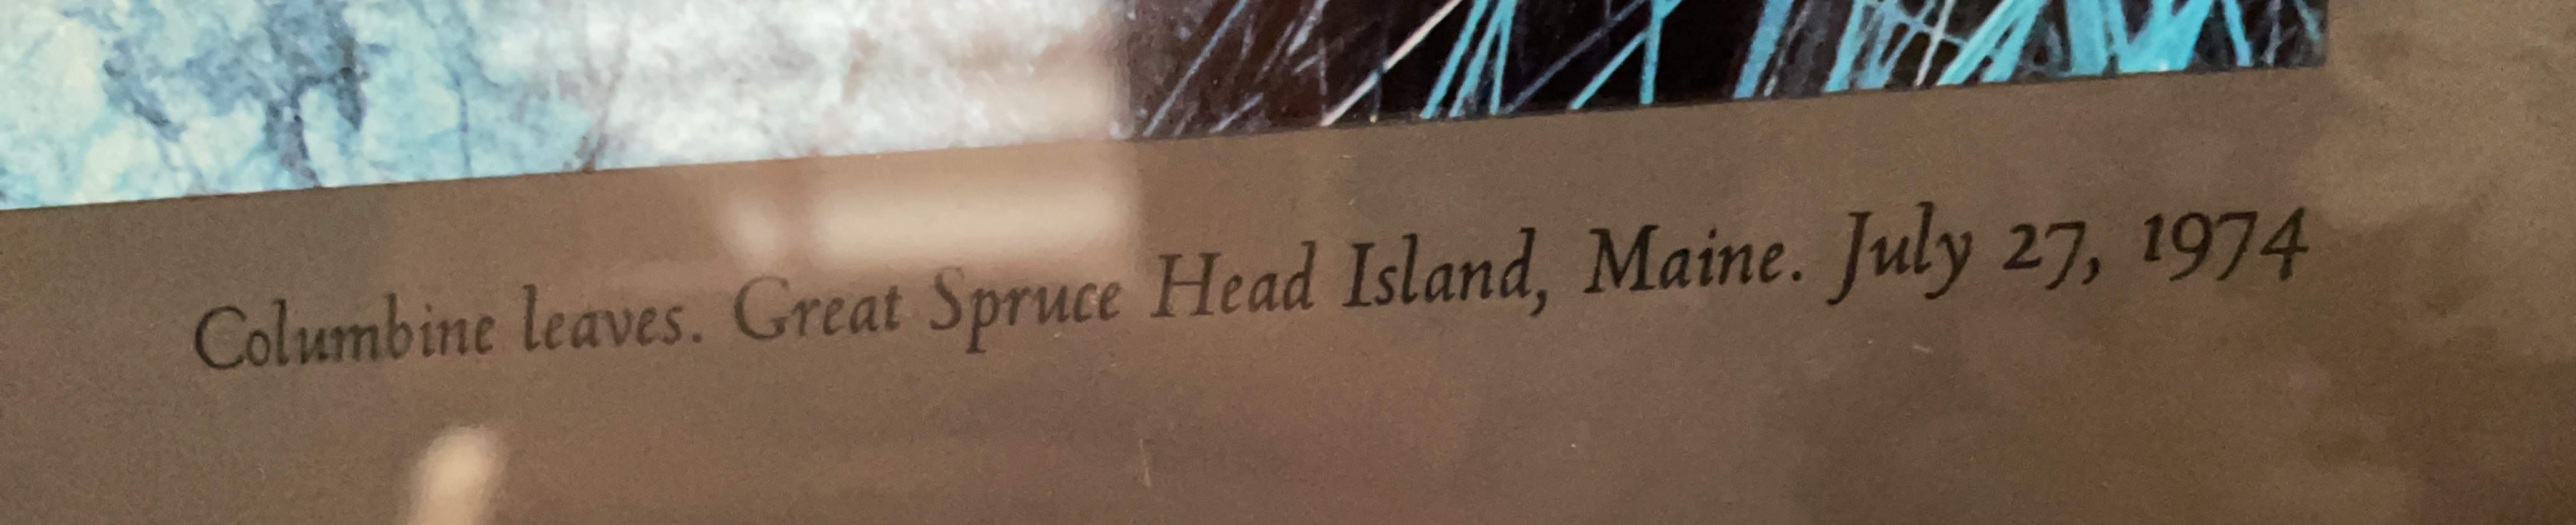 Columbine leaves. Great Spruce Head Island, Maine. July 27, 1974